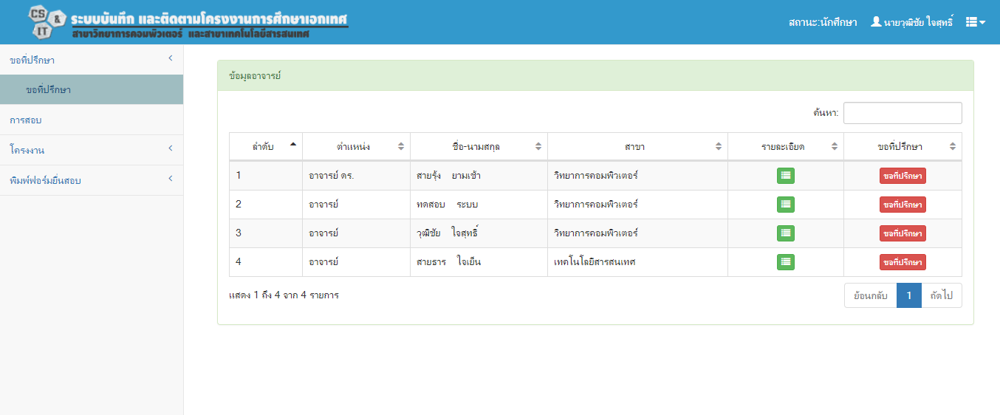 CS & IT
ระบบบันทึก และติดตามโครงงานการศึกษาเอกเทศ
สาขาวิทยาการคอมพิวเตอร์ และสาขาเทคโนโลยีสารสนเทศ
สถานะ:นักศึกษา นายวุฒิชัย ใจสุทธิ์
ขอที่ปรึกษา
ขอที่ปรึกษา
การสอบ
โครงงาน
พิมพ์ฟอร์มยื่นสอบ
ข้อมูลอาจารย์
ค้นหา:
ลำดับ ตำแหน่ง ชื่อ-นามสกุล สาขา รายละเอียด ขอที่ปรึกษา
1 อาจารย์ ดร. สายรุ้ง ยามเช้า วิทยาการคอมพิวเตอร์ ขอที่ปรึกษา
2 อาจารย์ ทดสอบ ระบบ วิทยาการคอมพิวเตอร์ ขอที่ปรึกษา
3 อาจารย์ วุฒิชัย ใจสุทธิ์ วิทยาการคอมพิวเตอร์ ขอที่ปรึกษา
4 อาจารย์ สายธาร ใจเย็น เทคโนโลยีสารสนเทศ ขอที่ปรึกษา
แสดง 1 ถึง 4 จาก 4 รายการ
ย้อนกลับ 1 ถัดไป